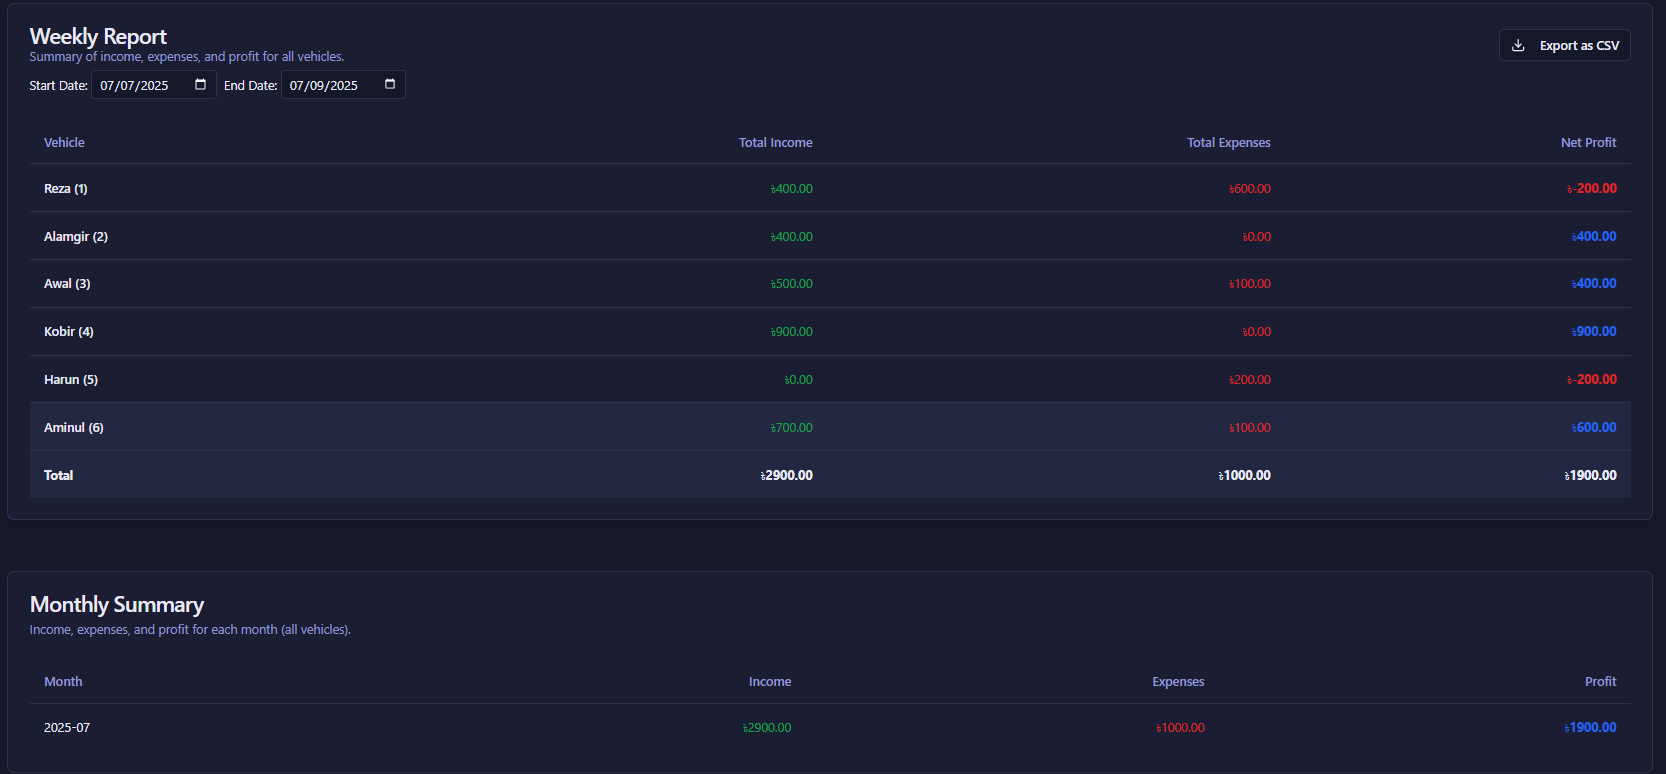 Weekly Report
Summary of income, expenses, and profit for all vehicles.
Export as CSV
Start Date: 07/07/2025 End Date: 07/09/2025
Vehicle Total Income Total Expenses Net Profit
Reza (1) ৳400.00 ৳600.00 ৳-200.00
Alamgir (2) ৳400.00 ৳0.00 ৳400.00
Awal (3) ৳500.00 ৳100.00 ৳400.00
Kobir (4) ৳900.00 ৳0.00 ৳900.00
Harun (5) ৳0.00 ৳200.00 ৳-200.00
Aminul (6) ৳700.00 ৳100.00 ৳600.00
Total ৳2900.00 ৳1000.00 ৳1900.00
Monthly Summary
Income, expenses, and profit for each month (all vehicles).
Month Income Expenses Profit
2025-07 ৳2900.00 ৳1000.00 ৳1900.00